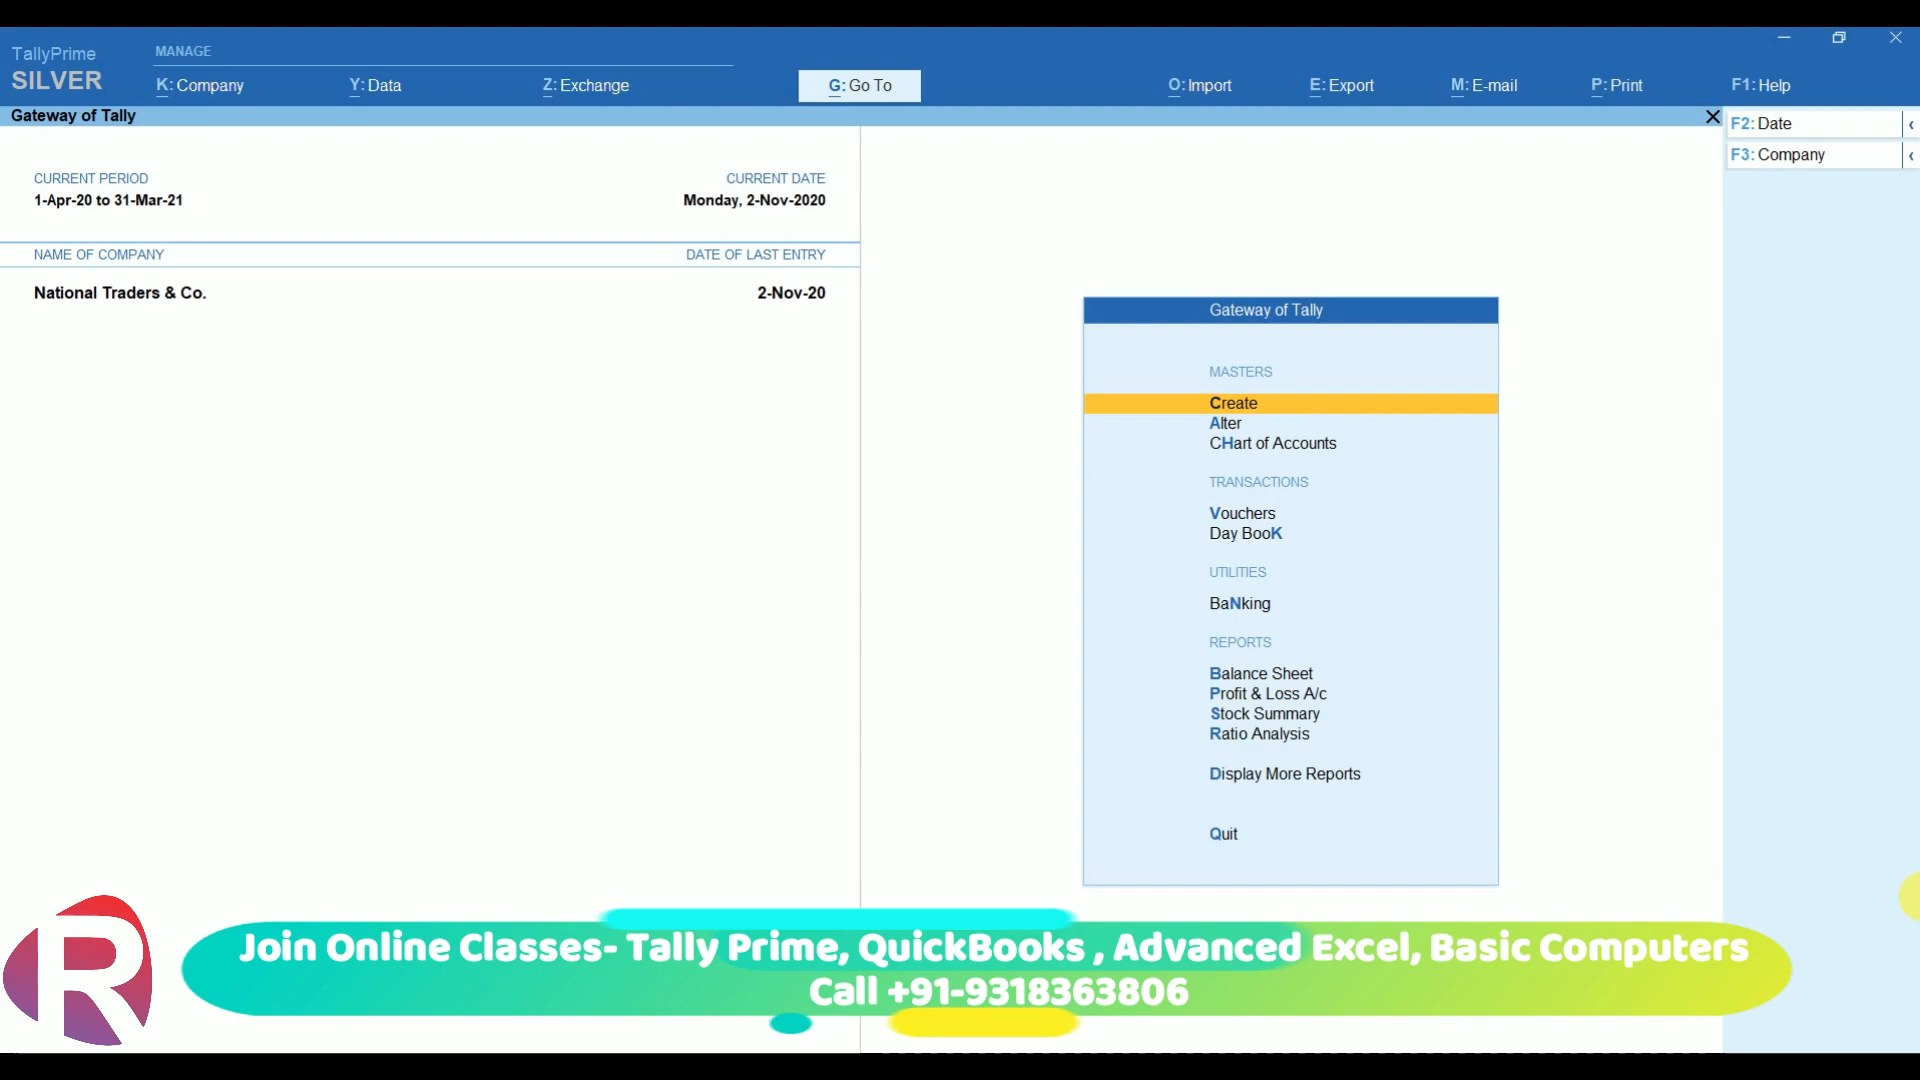 TallyPrime
SILVER
MANAGE
K: Company
Y: Data
Z: Exchange
G: Go To
O: Import
E: Export
M: E-mail
P: Print
F1: Help
Gateway of Tally
F2: Date
F3: Company
CURRENT PERIOD
CURRENT DATE
1-Apr-20 to 31-Mar-21
Monday, 2-Nov-2020
NAME OF COMPANY
DATE OF LAST ENTRY
National Traders & Co.
2-Nov-20
Gateway of Tally
MASTERS
Create
Alter
CHart of Accounts
TRANSACTIONS
Vouchers
Day BooK
UTILITIES
BaNking
REPORTS
Balance Sheet
Profit & Loss A/c
Stock Summary
Ratio Analysis
Display More Reports
Quit
R
Join Online Classes- Tally Prime, QuickBooks , Advanced Excel, Basic Computers
Call +91-9318363806